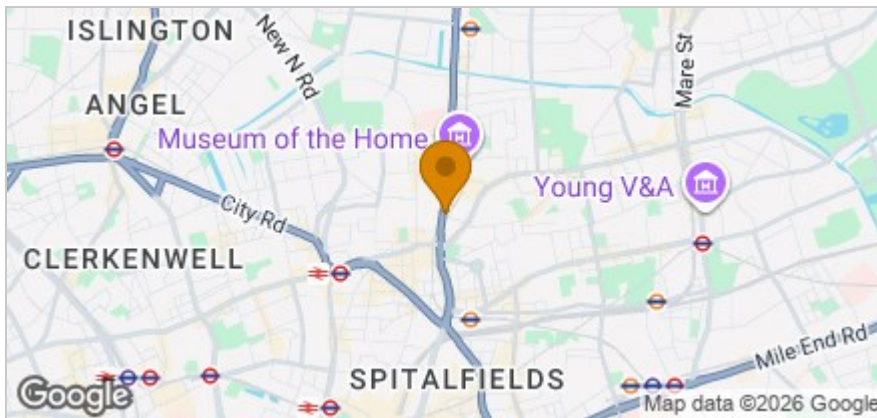 ISLINGTON
New N Rd
Mare St
ANGEL
Museum of the Home
Young V&A
City Rd
CLERKENWELL
Mile End Rd
SPITALFIELDS
Google
Map data ©2026 Google